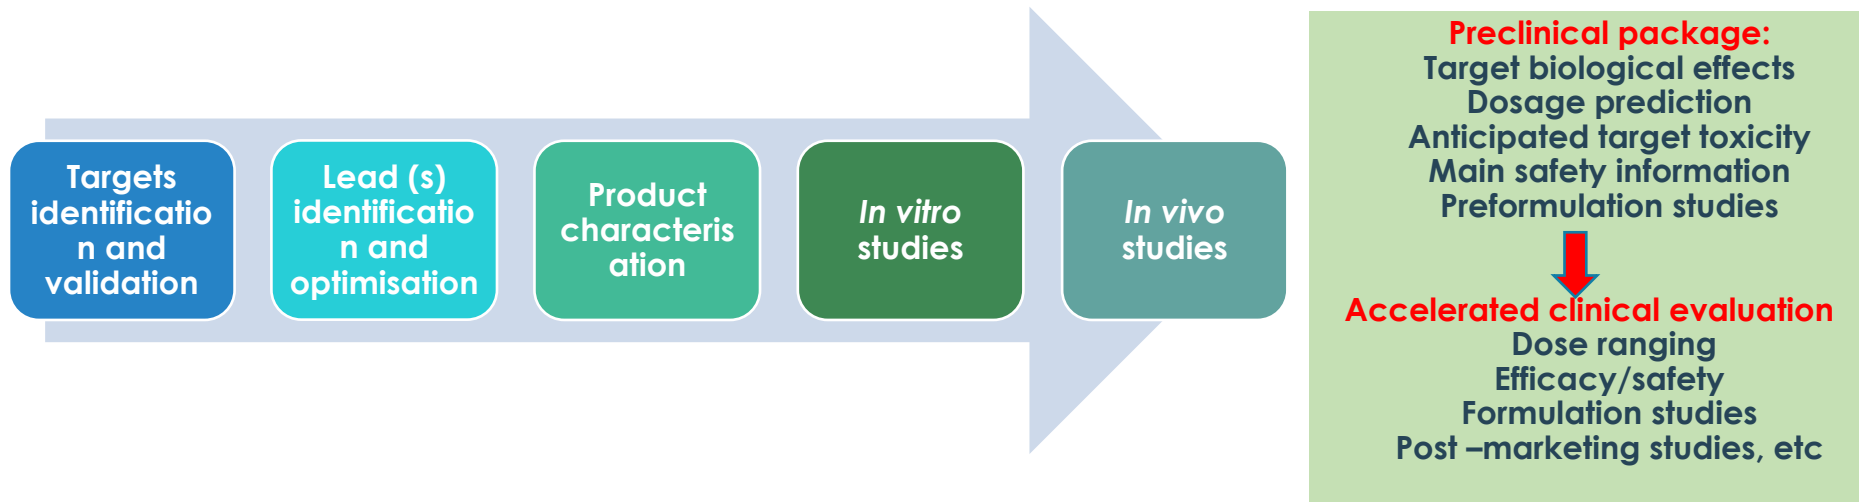 Targets
identificatio
n and
validation
Lead (s)
identificatio
n and
optimisation
Product
characteris
ation
In vitro
studies
In vivo
studies
Preclinical package:
Target biological effects
Dosage prediction
Anticipated target toxicity
Main safety information
Preformulation studies
Accelerated clinical evaluation
Dose ranging
Efficacy/safety
Formulation studies
Post –marketing studies, etc